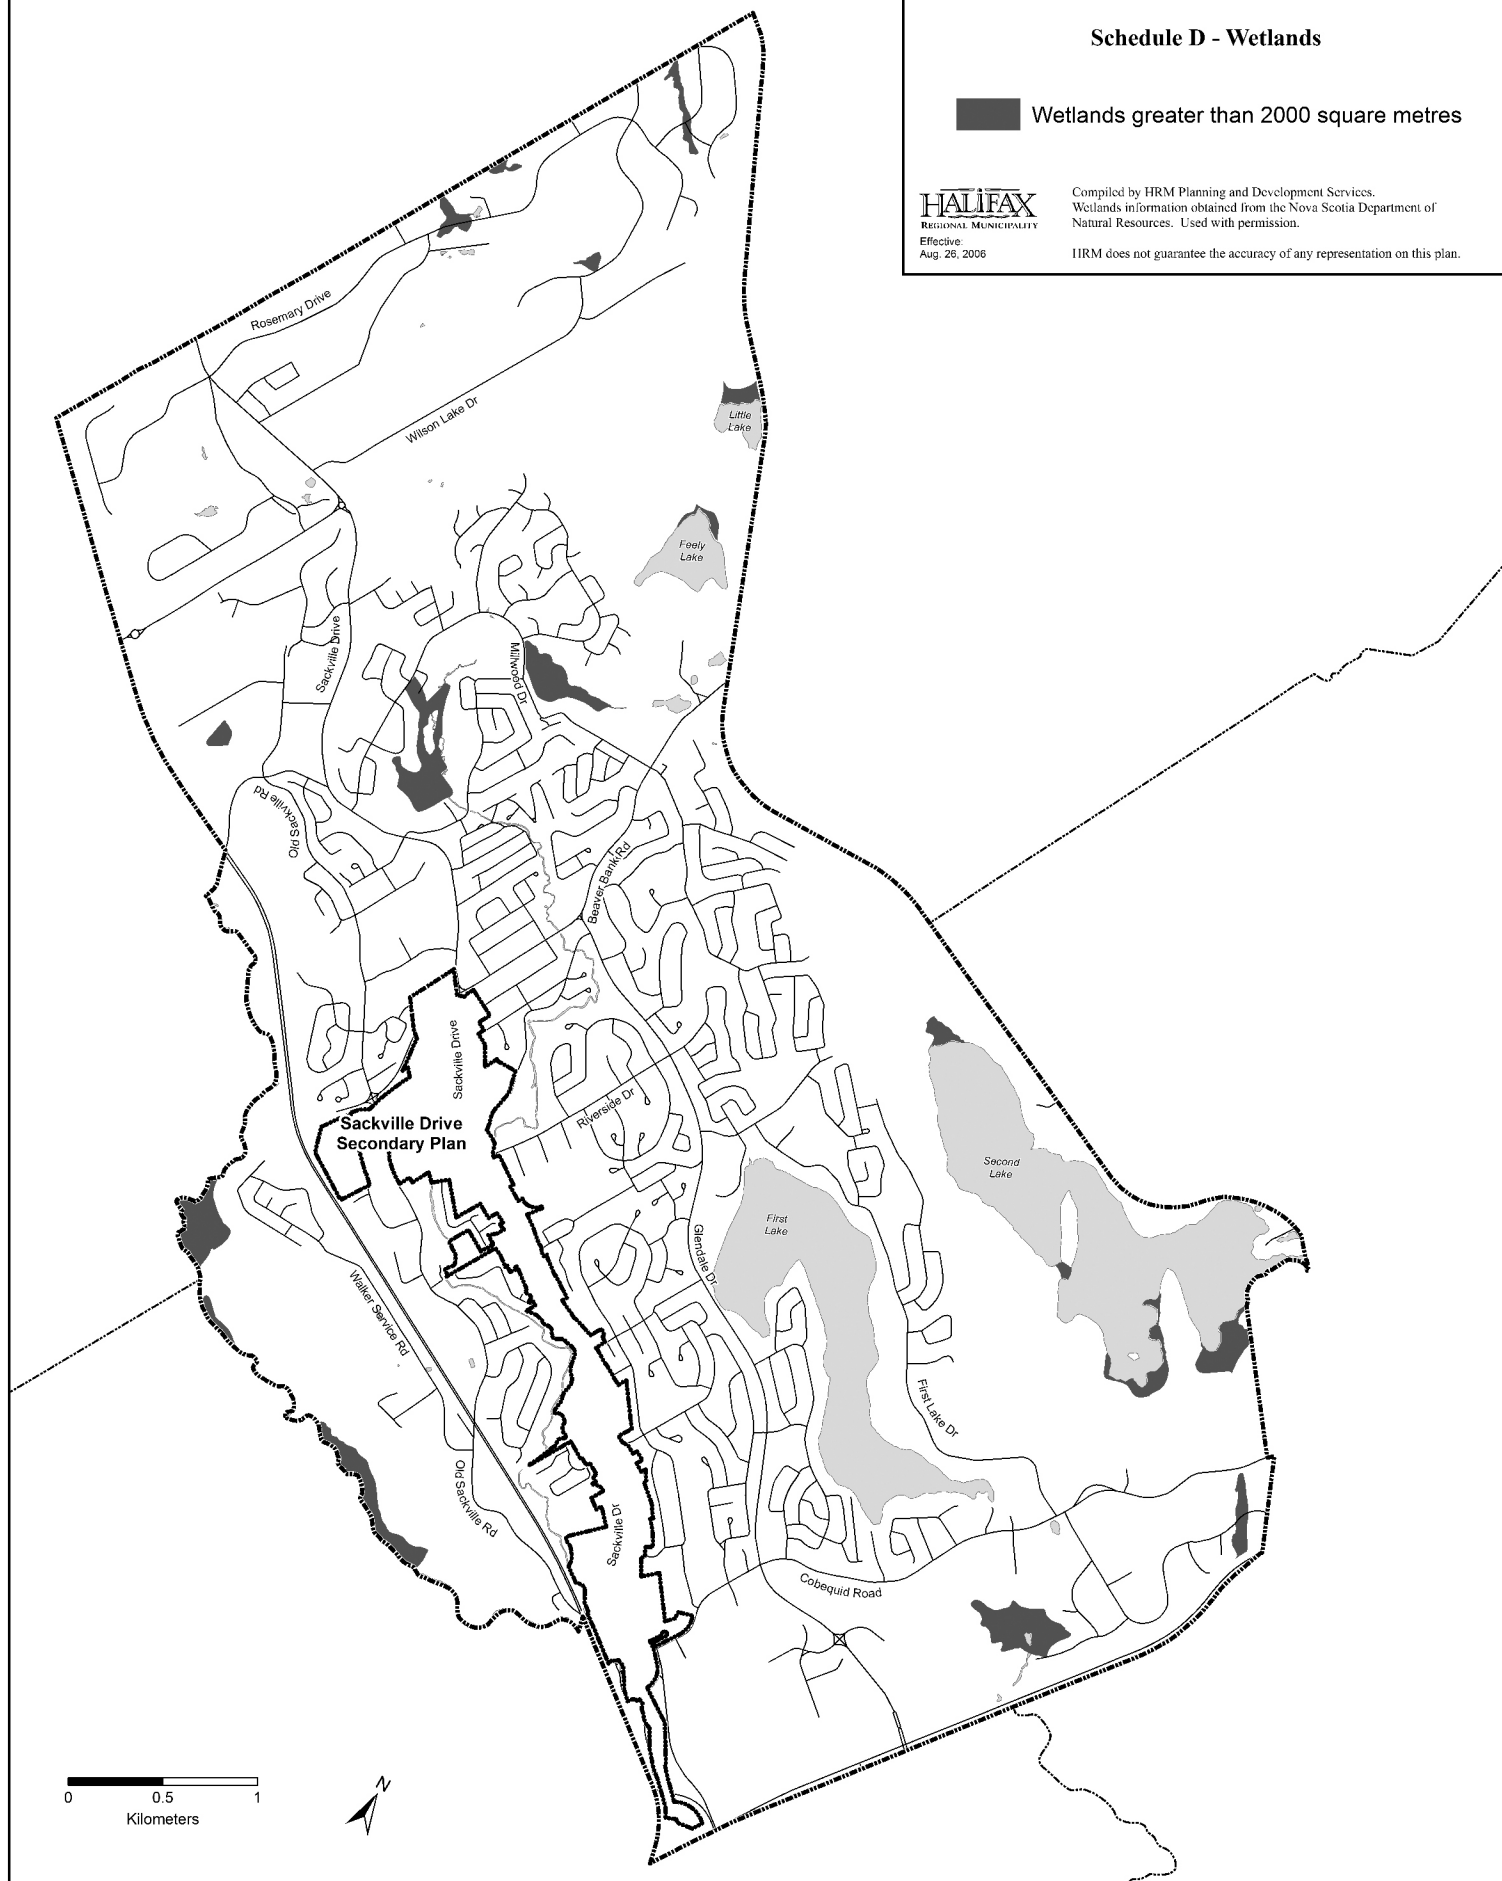 Schedule D - Wetlands
Wetlands greater than 2000 square metres
HALIFAX
REGIONAL MUNICIPALITY
Effective:
Aug. 26, 2006
Compiled by HRM Planning and Development Services.
Wetlands information obtained from the Nova Scotia Department of
Natural Resources. Used with permission.
HRM does not guarantee the accuracy of any representation on this plan.
Rosemary Drive
Wilson Lake Dr
Little
Lake
Feely
Lake
Sackville Drive
Millwood Dr
Old Sackville Rd
Beaver Bank Rd
Sackville Drive
Sackville Drive
Secondary Plan
Riverside Dr
Second
Lake
First
Lake
Glendale Dr
Walker Service Rd
First Lake Dr
Old Sackville Rd
Sackville Dr
Cobequid Road
N
0 0.5 1
Kilometers